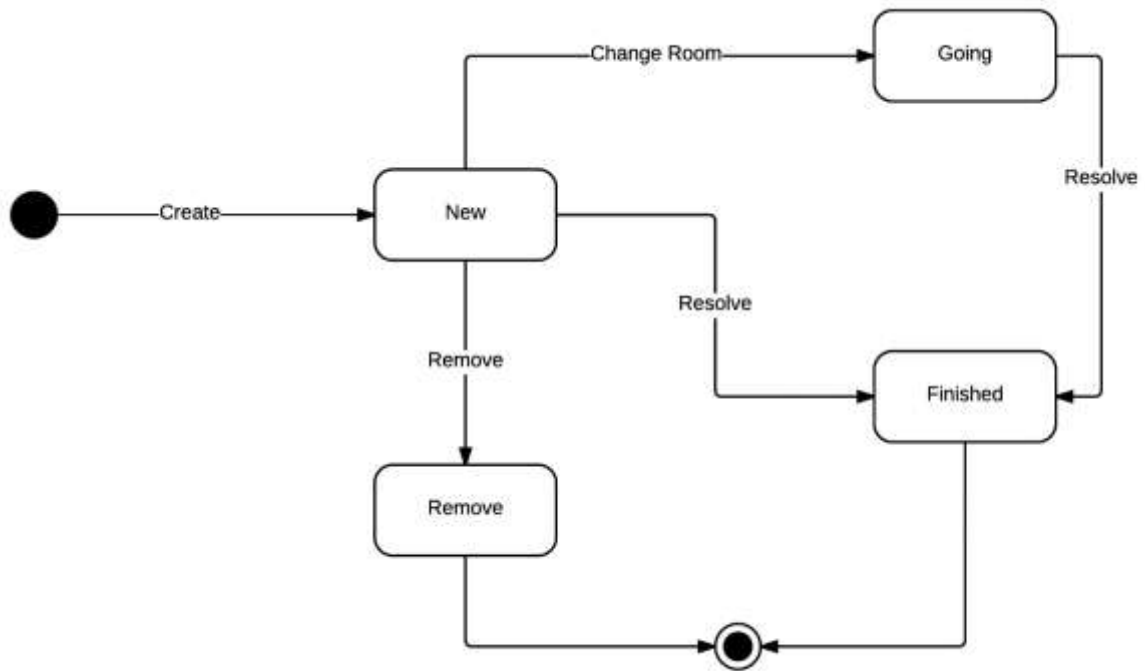 Change Room
Going
Resolve
Create
New
Resolve
Remove
Finished
Remove